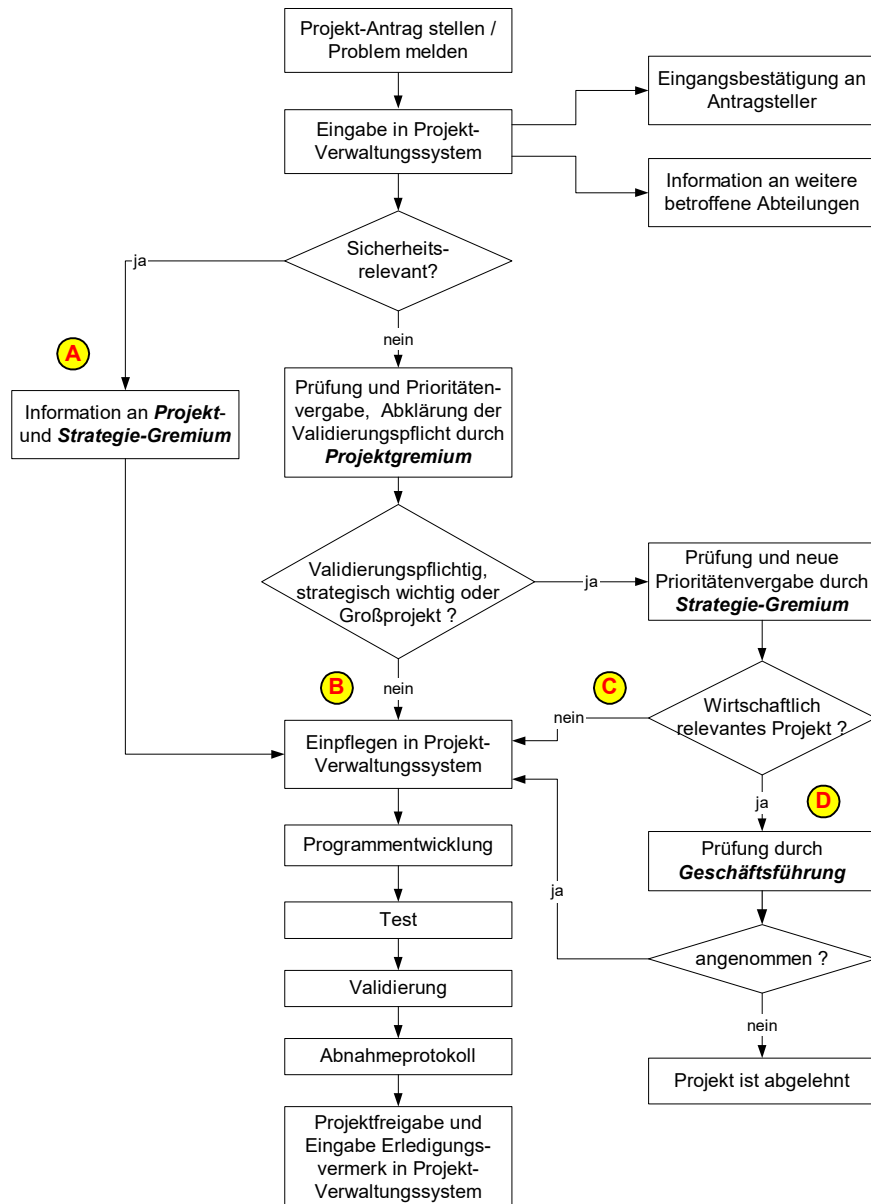 Projekt-Antrag stellen /
Problem melden
Eingangsbestätigung an
Antragsteller
Eingabe in Projekt-
Verwaltungssystem
Information an weitere
betroffene Abteilungen
Sicherheits-
relevant?
ja
nein
A
Information an Projekt-
und Strategie-Gremium
Prüfung und Prioritäten-
vergabe, Abklärung der
Validierungspflicht durch
Projektgremium
Validierungspflichtig,
strategisch wichtig oder
Großprojekt ?
ja
Prüfung und neue
Prioritätenvergabe durch
Strategie-Gremium
B
nein
C
nein
Wirtschaftlich
relevantes Projekt ?
Einpflegen in Projekt-
Verwaltungssystem
ja
D
Programmentwicklung
Prüfung durch
Geschäftsführung
ja
Test
angenommen ?
Validierung
nein
Abnahmeprotokoll
Projekt ist abgelehnt
Projektfreigabe und
Eingabe Erledigungs-
vermerk in Projekt-
Verwaltungssystem